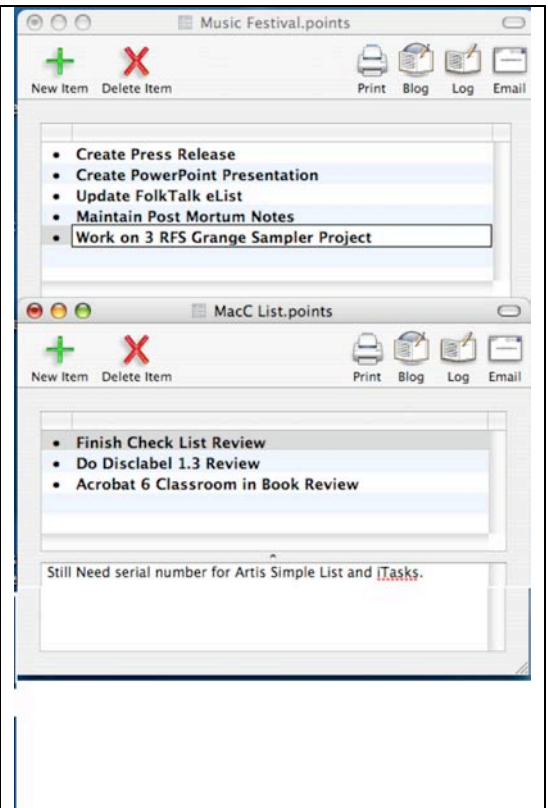 Music Festival.points
New Item Delete Item Print Blog Log Email
• Create Press Release
• Create PowerPoint Presentation
• Update FolkTalk eList
• Maintain Post Mortum Notes
• Work on 3 RFS Grange Sampler Project
MacC List.points
New Item Delete Item Print Blog Log Email
• Finish Check List Review
• Do Disclabel 1.3 Review
• Acrobat 6 Classroom in Book Review
Still Need serial number for Artis Simple List and iTasks.